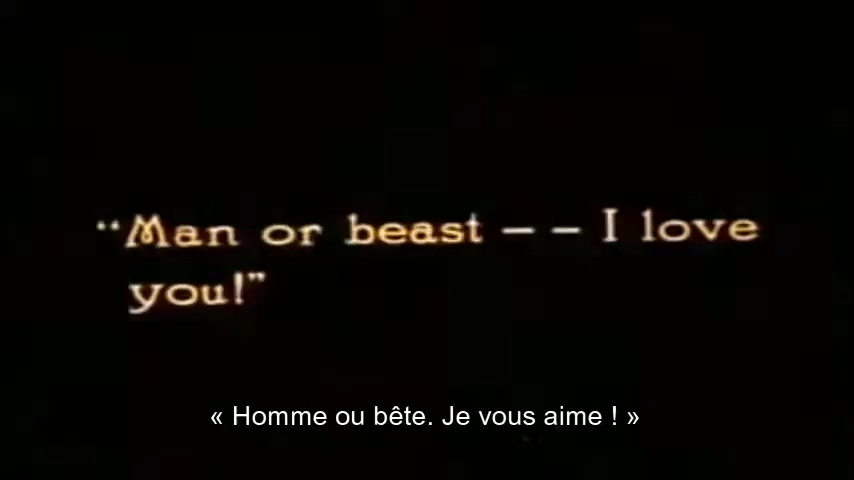 “Man or beast – – I love
you!”
« Homme ou bête. Je vous aime ! »